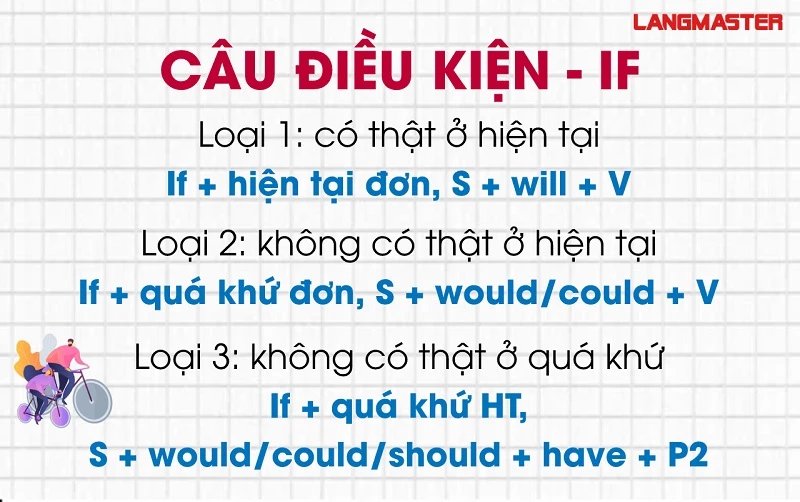 LANGMASTER
CÂU ĐIỀU KIỆN - IF
Loại 1: có thật ở hiện tại
If + hiện tại đơn, S + will + V
Loại 2: không có thật ở hiện tại
If + quá khứ đơn, S + would/could + V
Loại 3: không có thật ở quá khứ
If + quá khứ HT,
S + would/could/should + have + P2